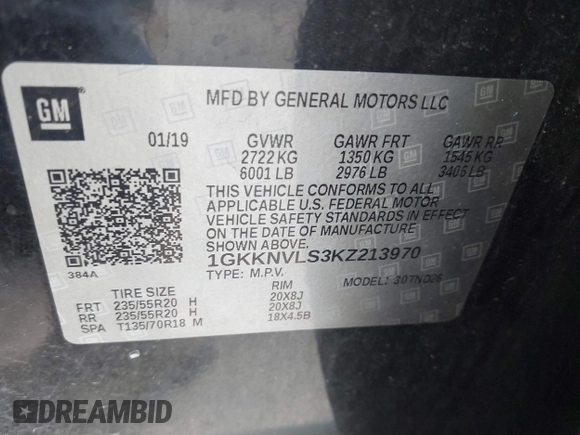 GM
MFD BY GENERAL MOTORS LLC
01/19 GVWR GAWR FRT GAWR RR
2722 KG 1350 KG 1545 KG
6001 LB 2976 LB 3406 LB
THIS VEHICLE CONFORMS TO ALL
APPLICABLE U.S. FEDERAL MOTOR
VEHICLE SAFETY STANDARDS IN EFFECT
ON THE DATE OF MANUFACTURE
SHOWN ABOVE.
1GKKNVLS3KZ213970
384A
TYPE: M.P.V. MODEL: 30TN026
TIRE SIZE RIM
FRT 235/55R20 H 20X8J
RR 235/55R20 H 20X8J
SPA T135/70R18 M 18X4.5B
DREAMBID